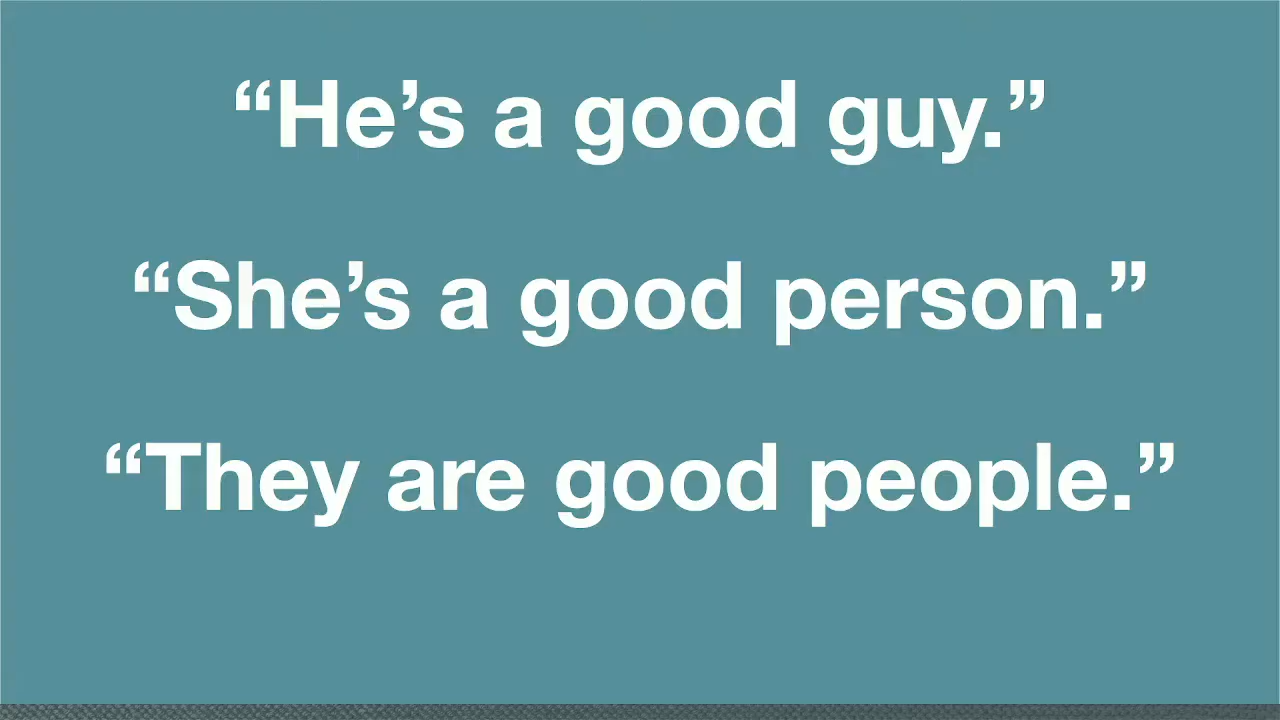 “He’s a good guy.”
“She’s a good person.”
“They are good people.”